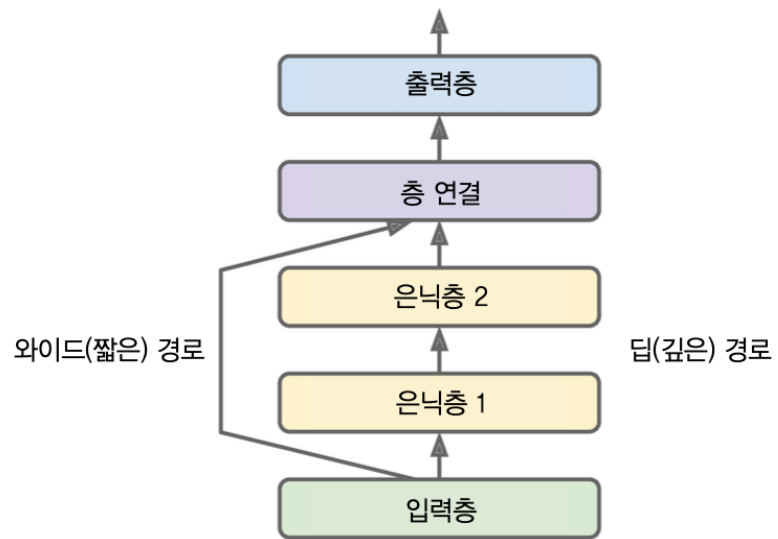 출력층
층 연결
은닉층 2
와이드(짧은) 경로
딥(깊은) 경로
은닉층 1
입력층